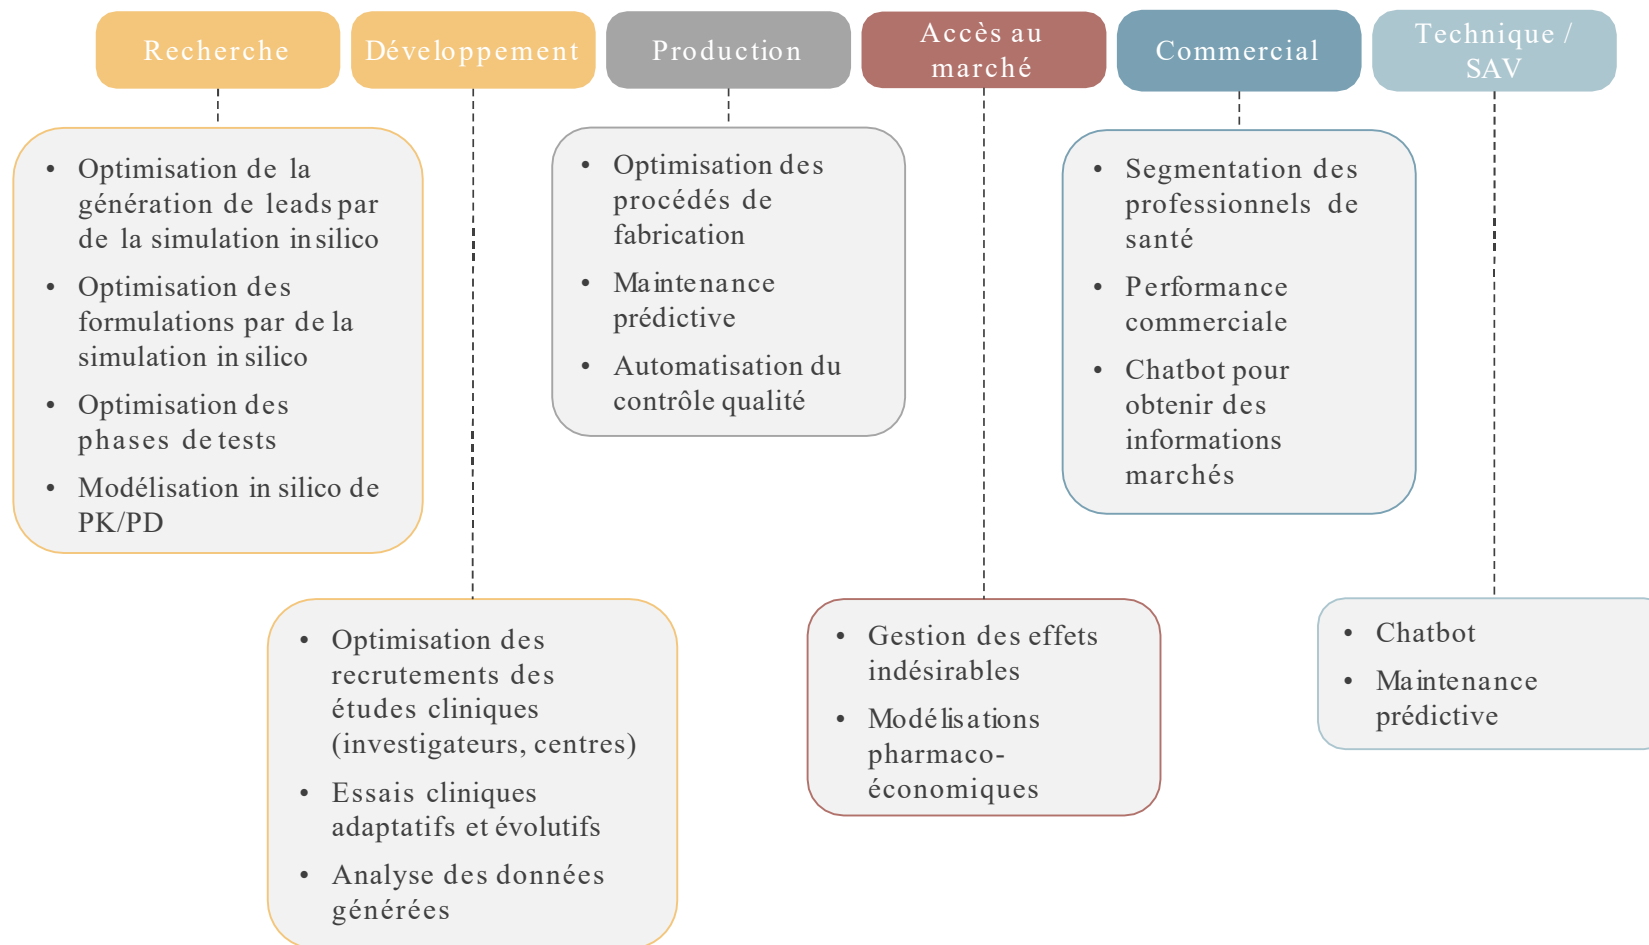 Recherche
Développement
Production
Accès au
marché
Commercial
Technique /
SAV
• Optimisation de la
génération de leads par
de la simulation in silico
• Optimisation des
formulations par de la
simulation in silico
• Optimisation des
phases de tests
• Modélisation in silico de
PK/PD
• Optimisation des
procédés de
fabrication
• Maintenance
prédictive
• Automatisation du
contrôle qualité
• Segmentation des
professionnels de
santé
• Performance
commerciale
• Chatbot pour
obtenir des
informations
marchés
• Optimisation des
recrutements des
études cliniques
(investigateurs, centres)
• Essais cliniques
adaptatifs et évolutifs
• Analyse des données
générées
• Gestion des effets
indésirables
• Modélisations
pharmaco-
économiques
• Chatbot
• Maintenance
prédictive